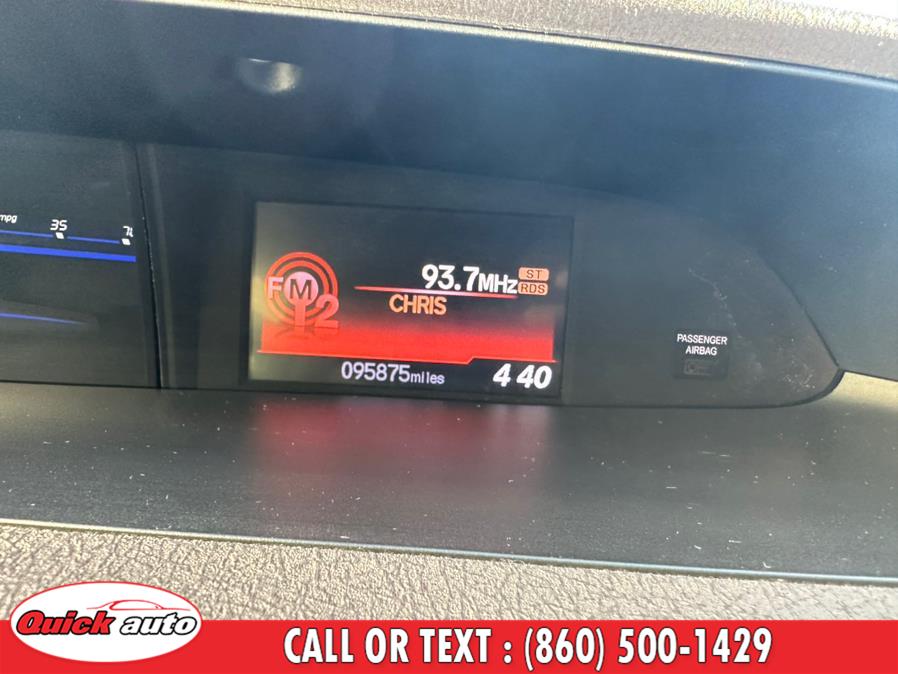 mpg 35
FM 2
93.7MHz ST
RDS
CHRIS
095875miles 4 40
PASSENGER
AIRBAG
Quick auto
CALL OR TEXT : (860) 500-1429